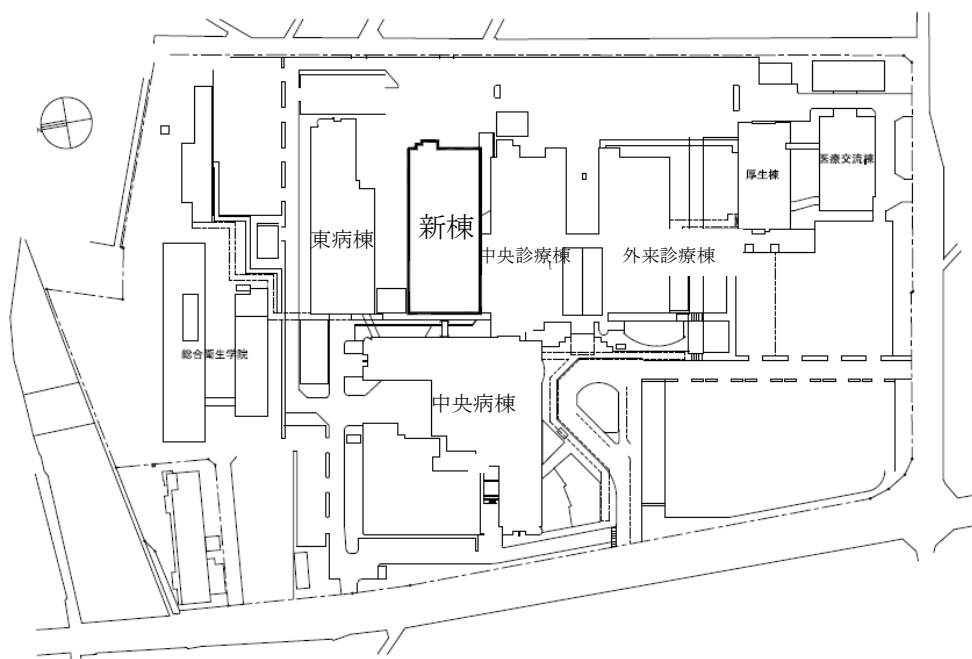 医療交流棟
厚生棟
新棟
東病棟
中央診療棟
外来診療棟
総合衛生学院
中央病棟